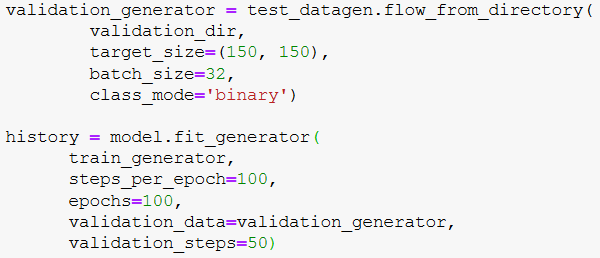 validation_generator = test_datagen.flow_from_directory(
        validation_dir,
        target_size=(150, 150),
        batch_size=32,
        class_mode='binary')

history = model.fit_generator(
      train_generator,
      steps_per_epoch=100,
      epochs=100,
      validation_data=validation_generator,
      validation_steps=50)